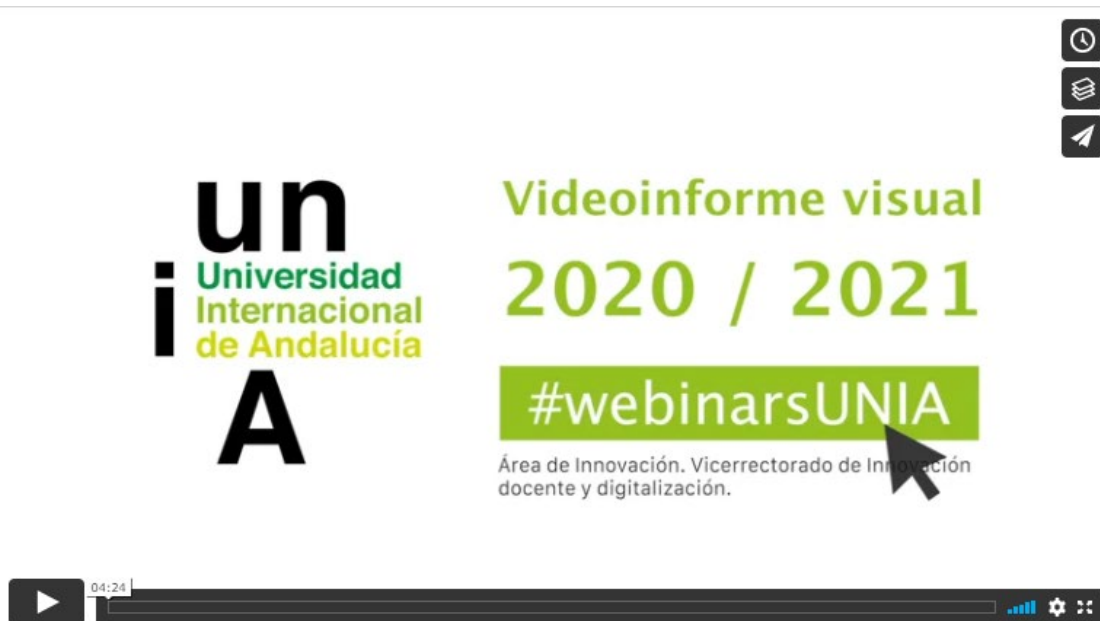 un
i
Universidad
Internacional
de Andalucía
A
Videoinforme visual
2020 / 2021
#webinarsUNIA
Área de Innovación. Vicerrectorado de Innovación
docente y digitalización.
04:24